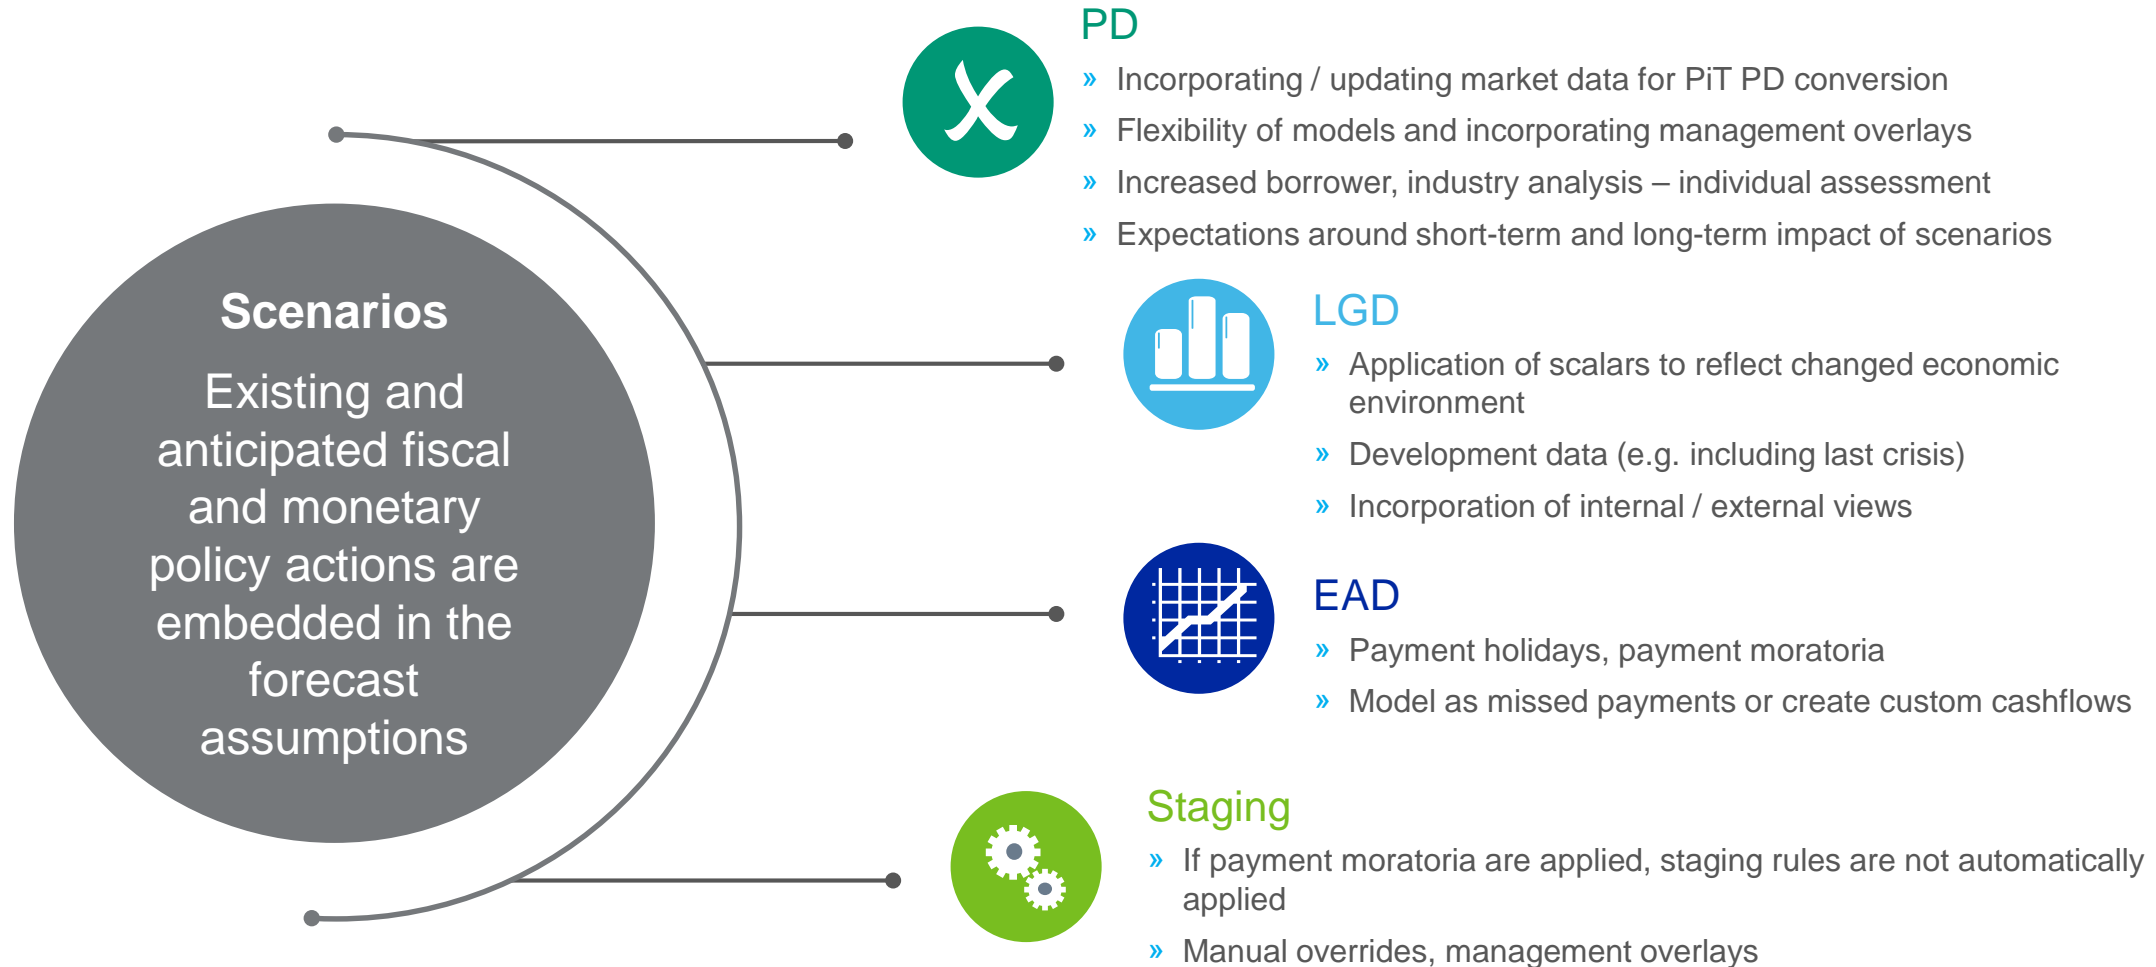 Scenarios
Existing and
anticipated fiscal
and monetary
policy actions are
embedded in the
forecast
assumptions
PD
» Incorporating / updating market data for PiT PD conversion
» Flexibility of models and incorporating management overlays
» Increased borrower, industry analysis – individual assessment
» Expectations around short-term and long-term impact of scenarios
LGD
» Application of scalars to reflect changed economic
environment
» Development data (e.g. including last crisis)
» Incorporation of internal / external views
EAD
» Payment holidays, payment moratoria
» Model as missed payments or create custom cashflows
Staging
» If payment moratoria are applied, staging rules are not automatically
applied
» Manual overrides, management overlays